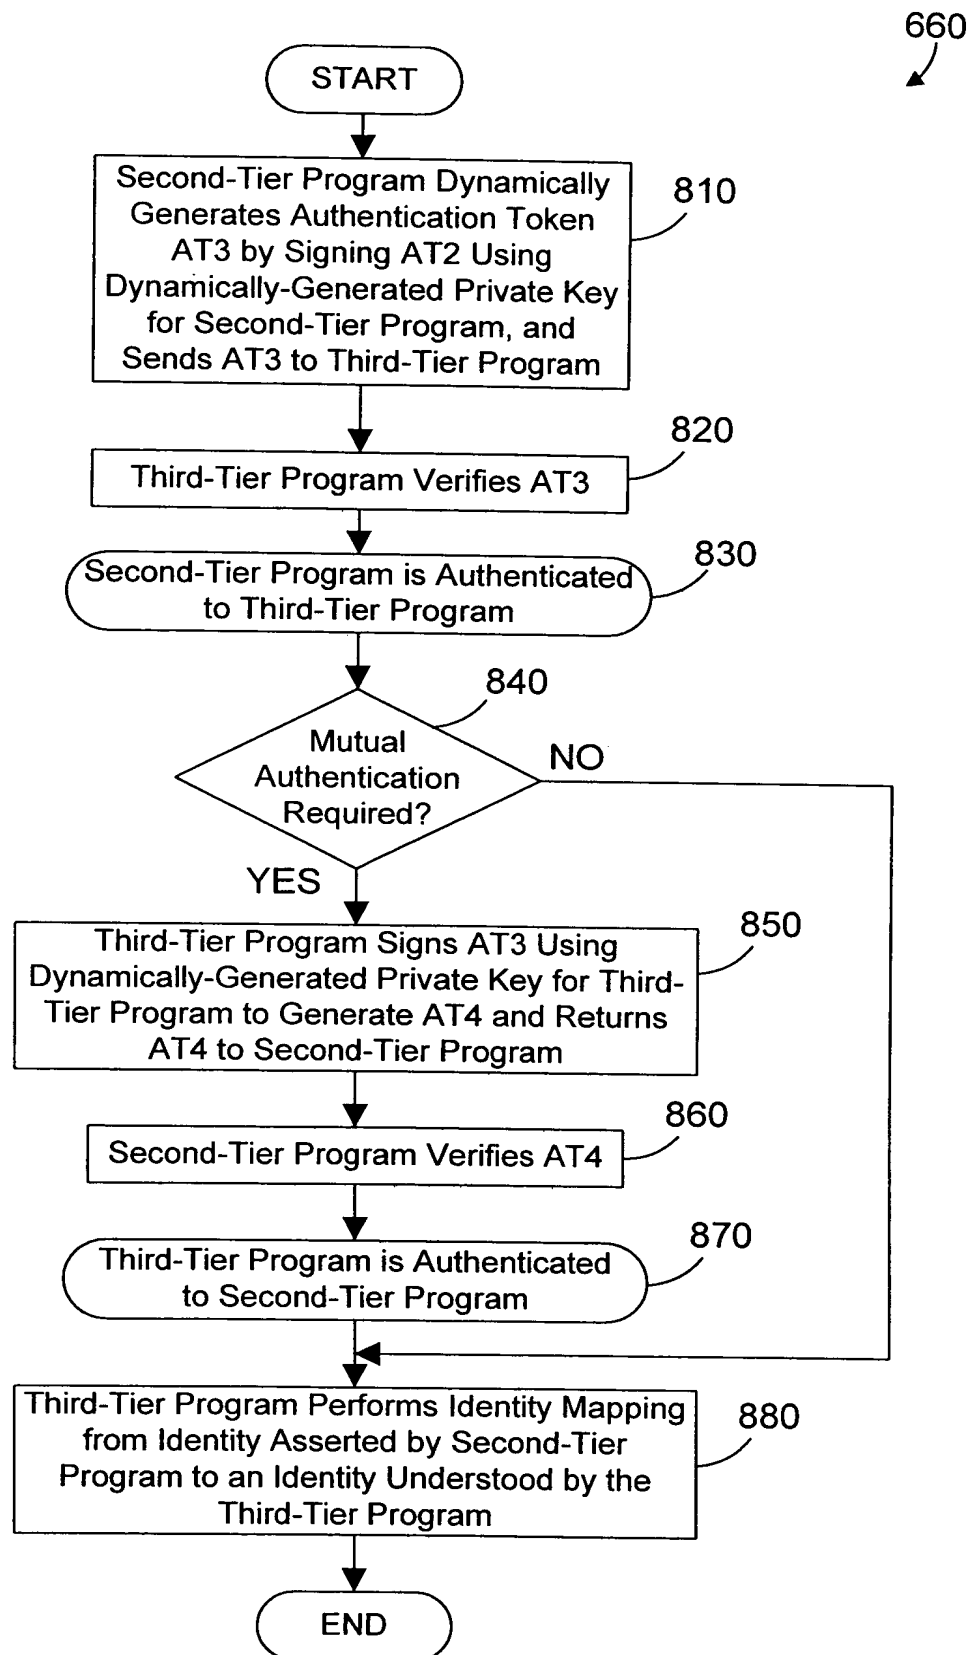 660
START
Second-Tier Program Dynamically
Generates Authentication Token
AT3 by Signing AT2 Using
Dynamically-Generated Private Key
for Second-Tier Program, and
Sends AT3 to Third-Tier Program
810
820
Third-Tier Program Verifies AT3
830
Second-Tier Program is Authenticated
to Third-Tier Program
840
Mutual
Authentication
Required?
NO
YES
850
Third-Tier Program Signs AT3 Using
Dynamically-Generated Private Key for Third-
Tier Program to Generate AT4 and Returns
AT4 to Second-Tier Program
860
Second-Tier Program Verifies AT4
870
Third-Tier Program is Authenticated
to Second-Tier Program
880
Third-Tier Program Performs Identity Mapping
from Identity Asserted by Second-Tier
Program to an Identity Understood by the
Third-Tier Program
END